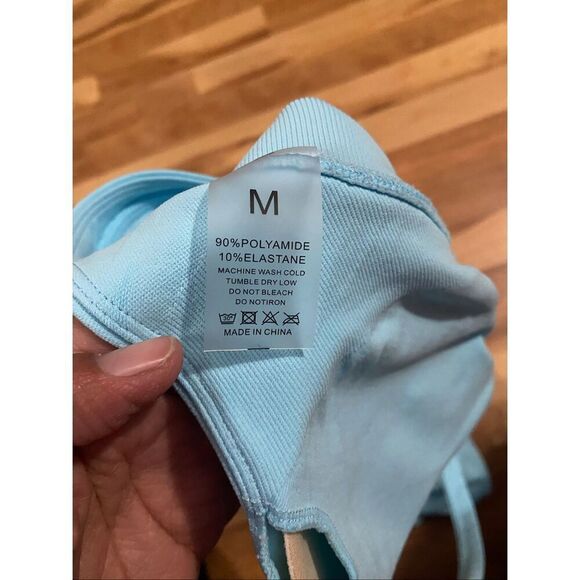 M
90%POLYAMIDE
10%ELASTANE
MACHINE WASH COLD
TUMBLE DRY LOW
DO NOT BLEACH
DO NOTIRON
MADE IN CHINA